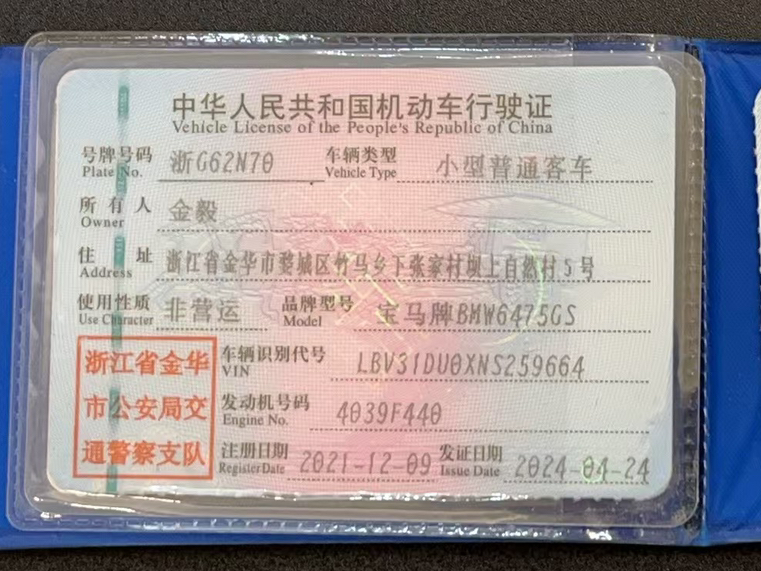 中华人民共和国机动车行驶证
Vehicle License of the People's Republic of China
号牌号码 浙G62N70 车辆类型 小型普通客车
Plate No. Vehicle Type
所有人 金毅
Owner
住址 浙江省金华市婺城区竹马乡下张家村坝上自然村5号
Address
使用性质 非营运 品牌型号 宝马牌BMW6475GS
Use Character Model
浙江省金华 车辆识别代号 LBV31DU0XNS259664
VIN
市公安局交 发动机号码 4039F440
Engine No.
通警察支队 注册日期 2021-12-09 发证日期 2024-04-24
Register Date Issue Date